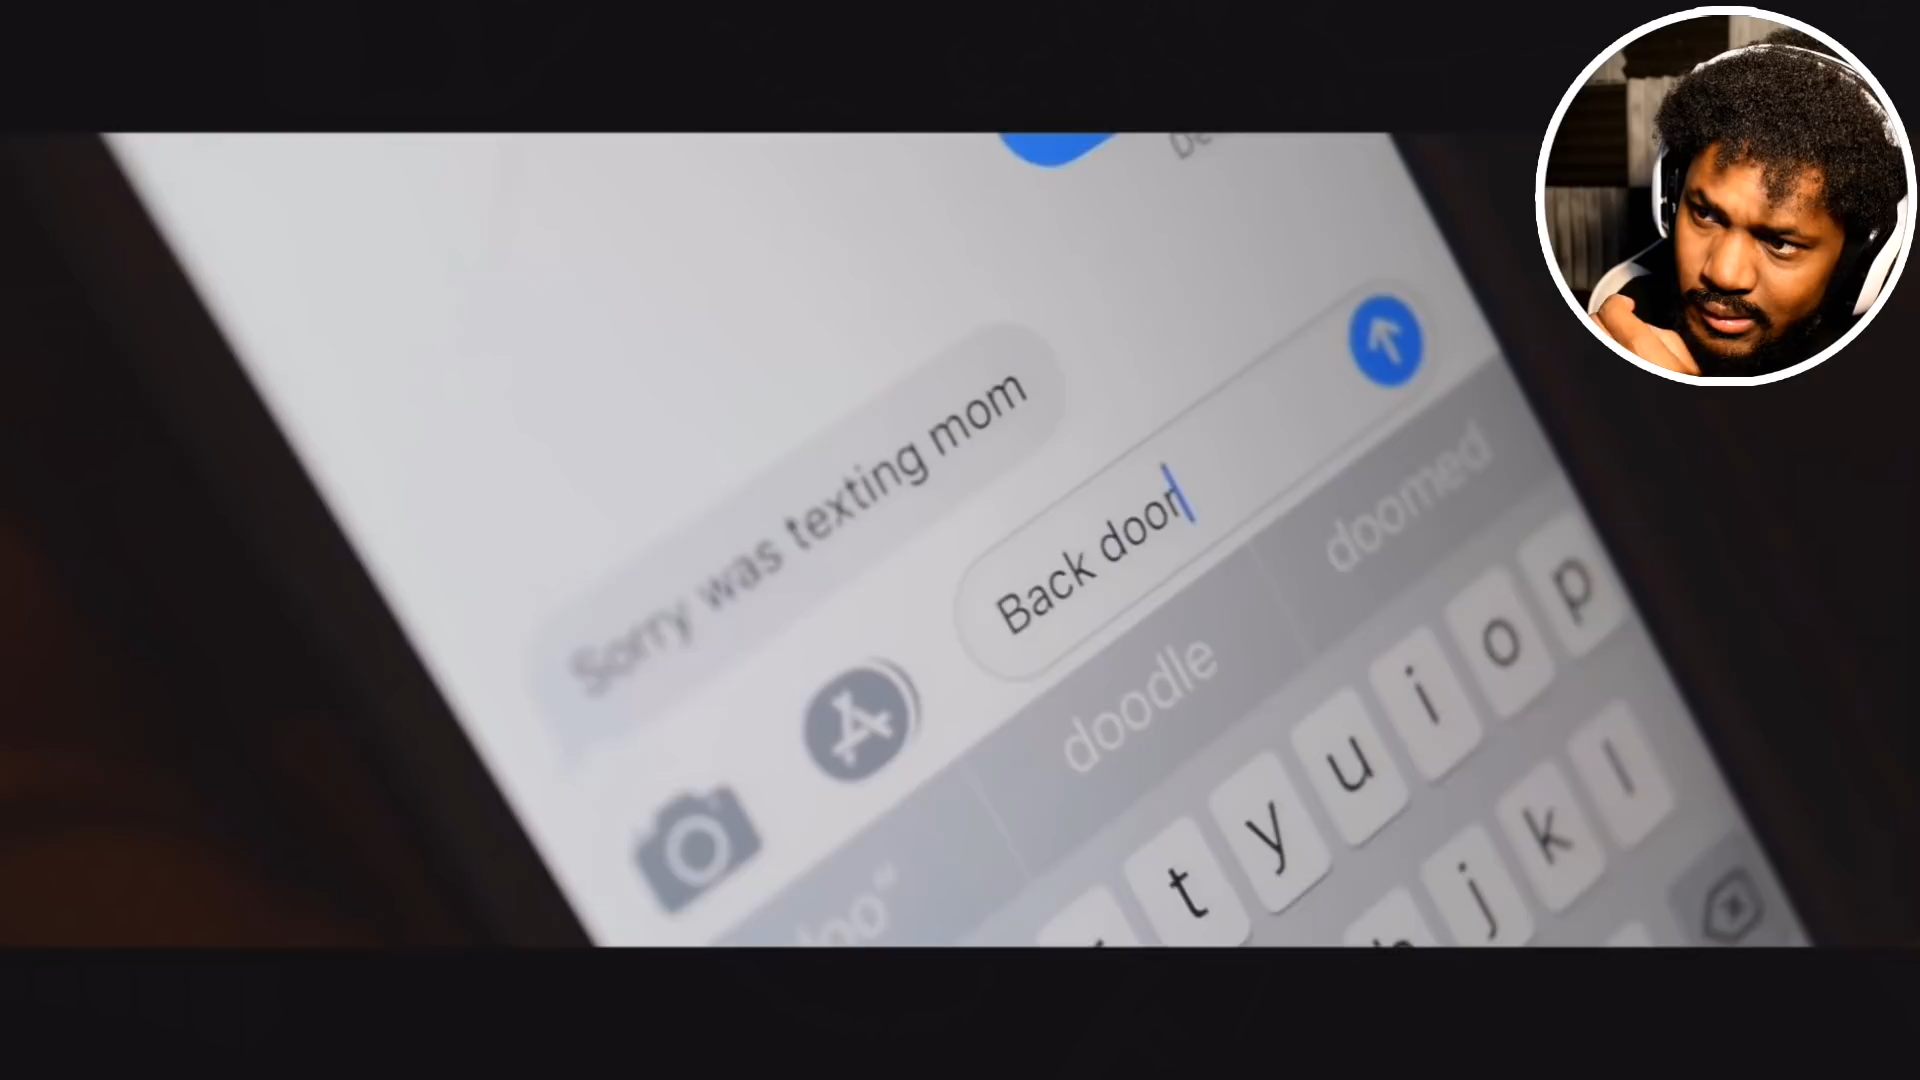 Sorry was texting mom
Back door
doodle
doomed
t y u i o p
j k l